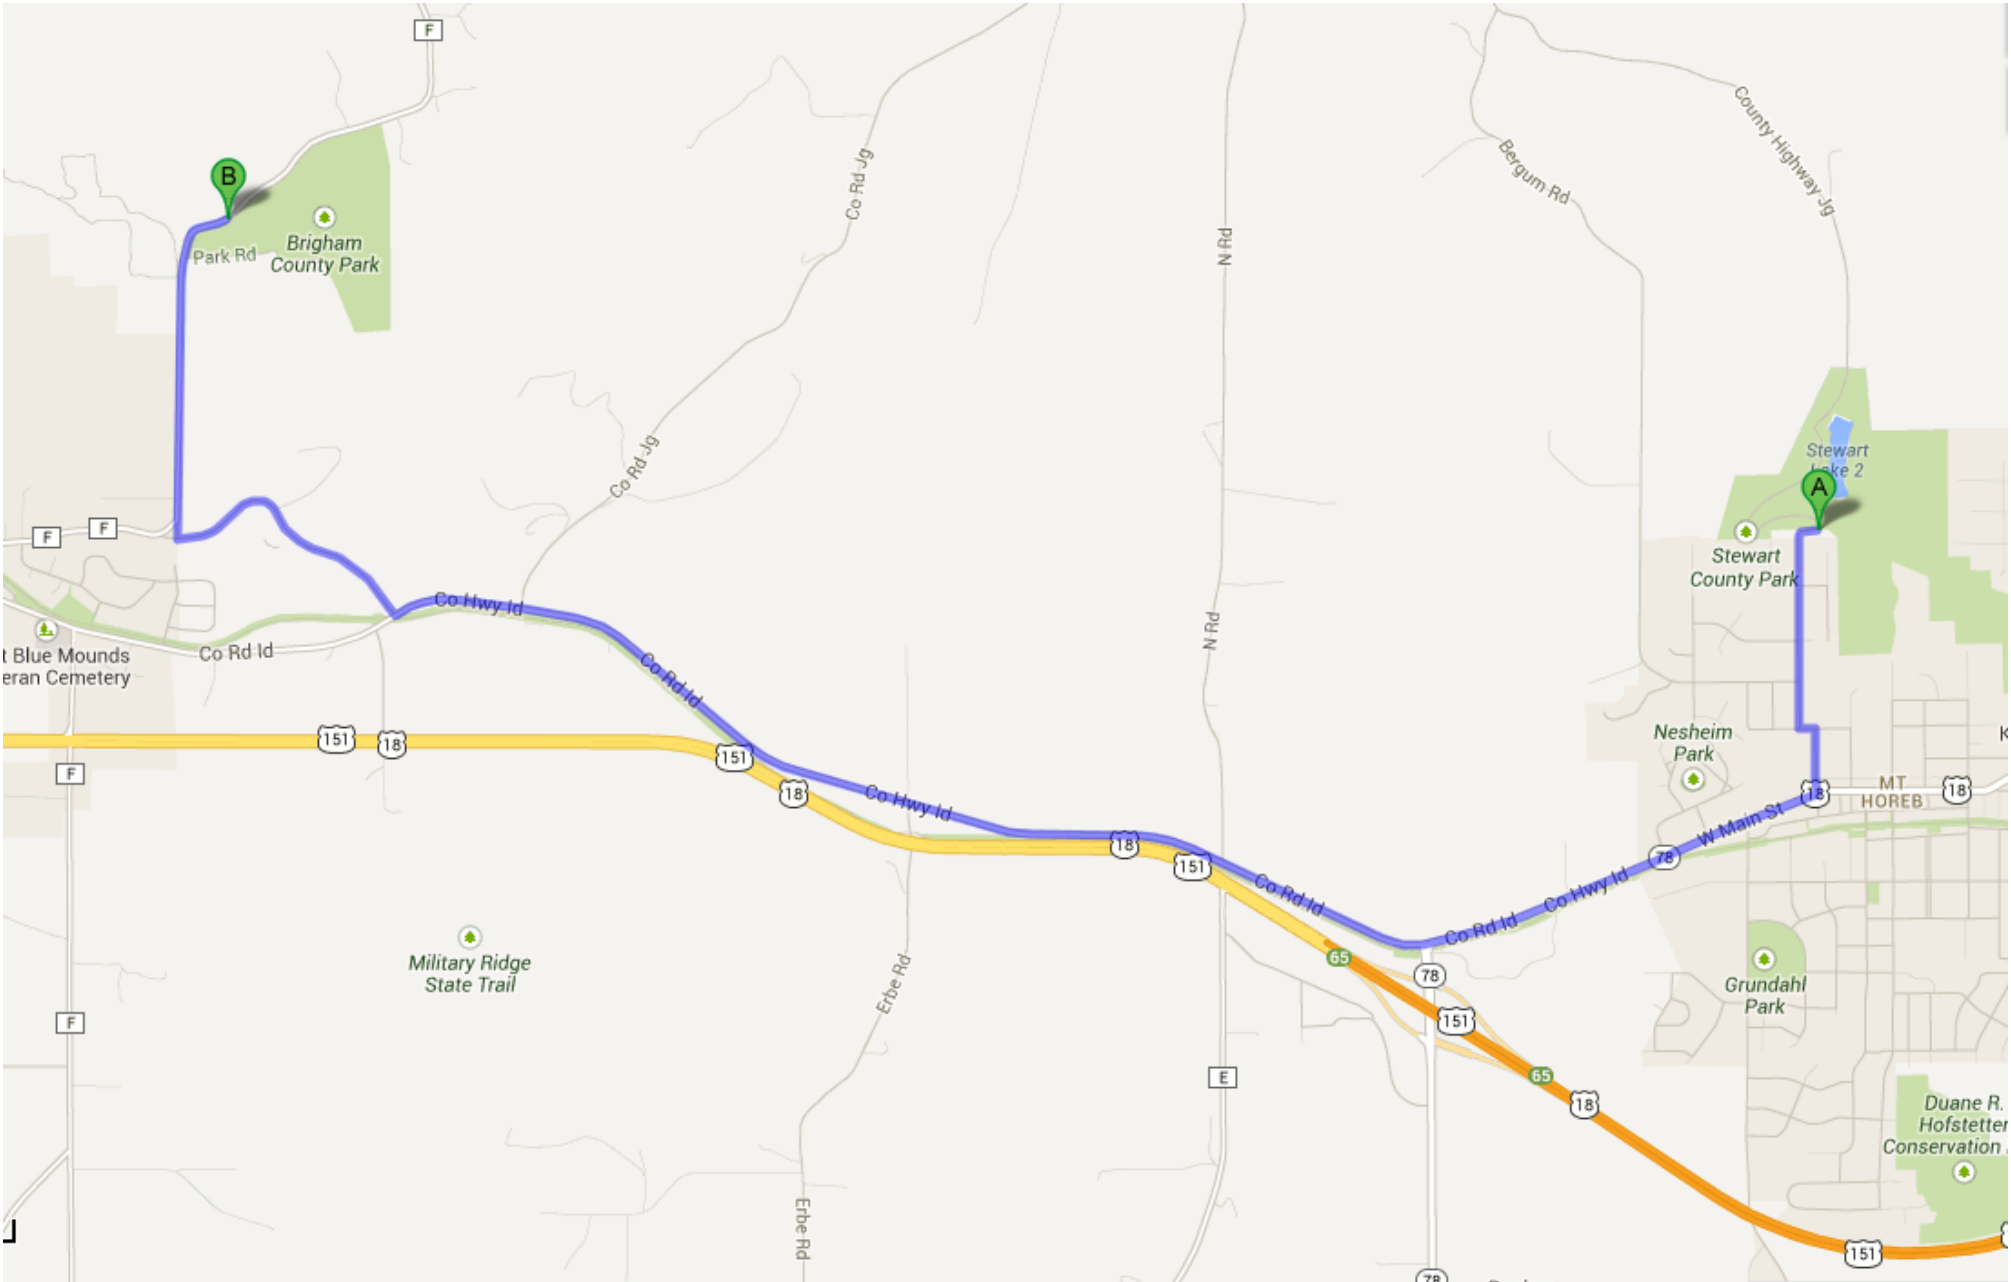 F
County Highway Jg
Bergum Rd
Co Rd Jg
B
Brigham
County Park
Park Rd
N Rd
Co Rd Jg
Stewart
Lake 2
A
Stewart
County Park
F
F
Co Hwy Id
N Rd
Co Rd Id
t Blue Mounds
eran Cemetery
Co Rd Id
151
18
151
18
F
Co Hwy Id
18
151
Nesheim
Park
K
MT
HOREB
18
18
W Main St
78
Co Hwy Id
Co Rd Id
Co Rd Id
65
78
Military Ridge
State Trail
Erbe Rd
Grundahl
Park
F
151
E
65
18
Duane R.
Hofstetter
Conservation
Erbe Rd
151
78